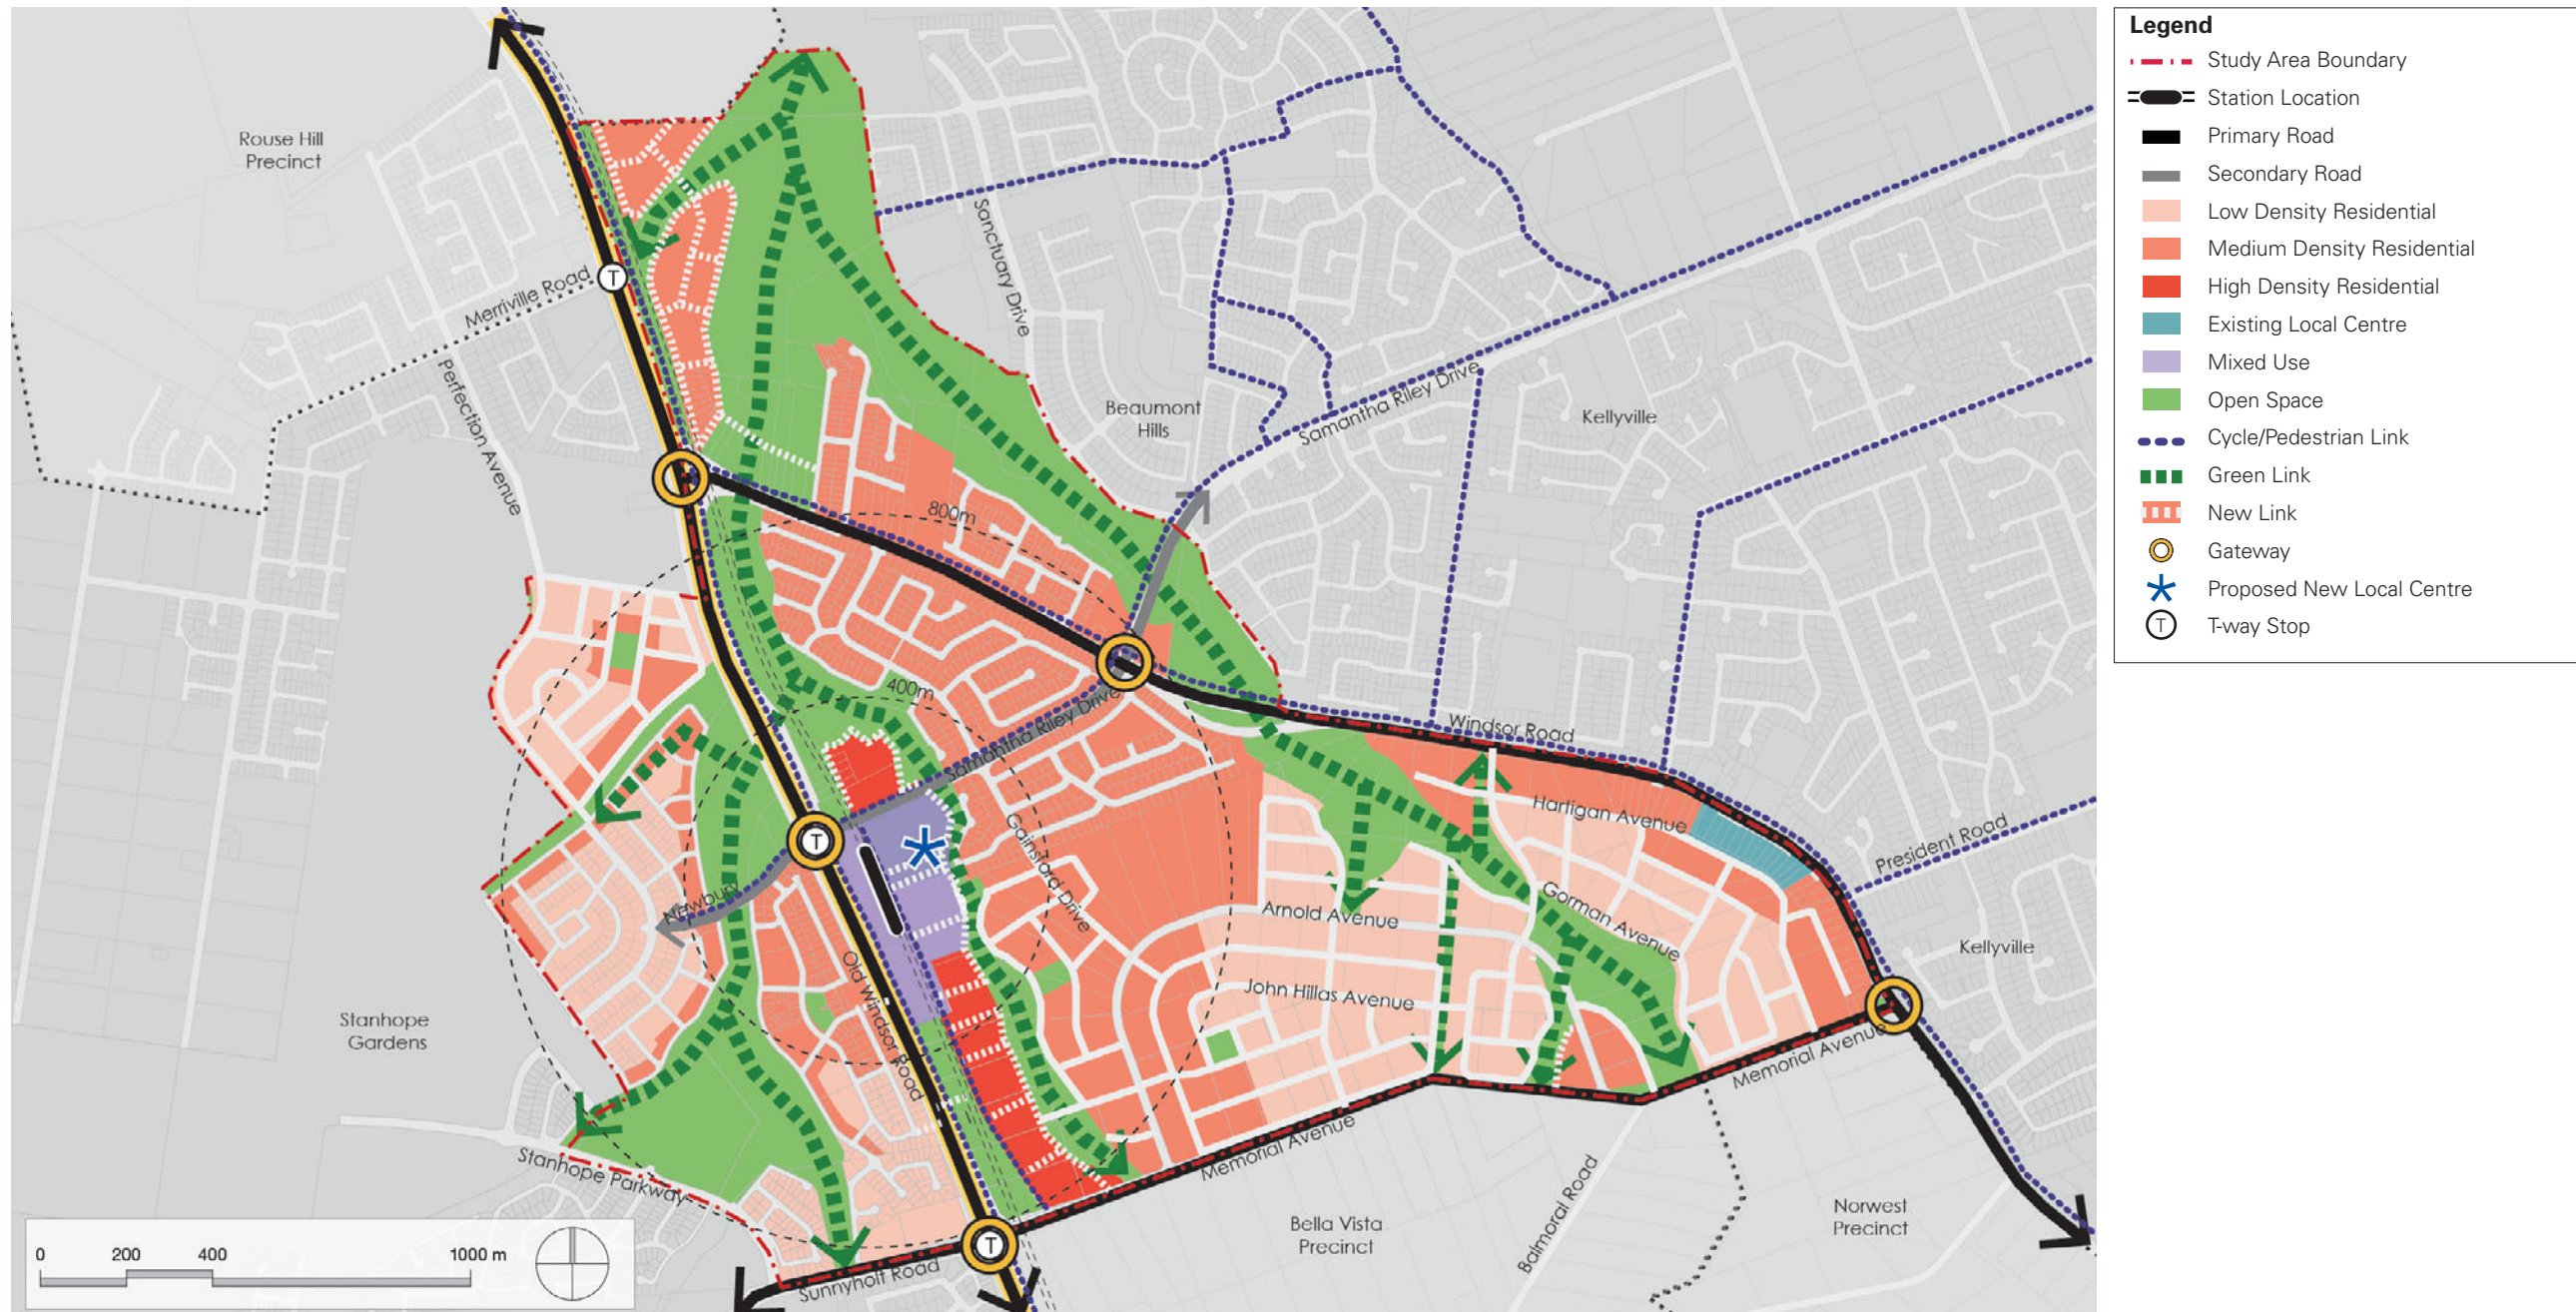 Rouse Hill
Precinct
Merriville Road
Perfection Avenue
Sanctuary Drive
Beaumont
Hills
Samantha Riley Drive
Kellyville
800m
400m
Samantha Riley Drive
Windsor Road
Hartigan Avenue
President Road
Gainsford Drive
Gorman Avenue
Arnold Avenue
John Hillas Avenue
Kellyville
Newbury
Old Windsor Road
Stanhope
Gardens
Memorial Avenue
Memorial Avenue
Stanhope Parkway
Balmoral Road
Bella Vista
Precinct
Norwest
Precinct
Sunnyholt Road
T
T
T
0 200 400 1000 m
Legend
Study Area Boundary
Station Location
Primary Road
Secondary Road
Low Density Residential
Medium Density Residential
High Density Residential
Existing Local Centre
Mixed Use
Open Space
Cycle/Pedestrian Link
Green Link
New Link
Gateway
Proposed New Local Centre
T T-way Stop